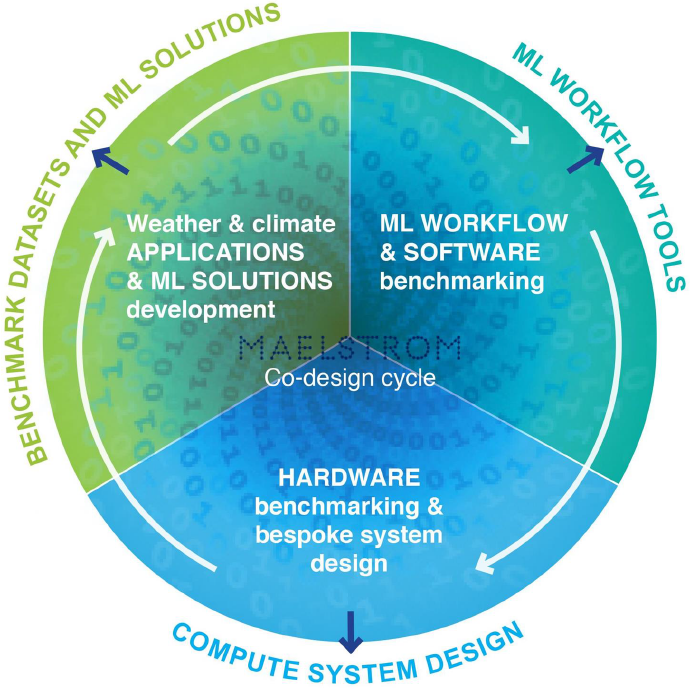 BENCHMARK DATASETS AND ML SOLUTIONS
ML WORKFLOW TOOLS
Weather & climate
APPLICATIONS
& ML SOLUTIONS
development
ML WORKFLOW
& SOFTWARE
benchmarking
MAELSTROM
Co-design cycle
HARDWARE
benchmarking &
bespoke system
design
COMPUTE SYSTEM DESIGN